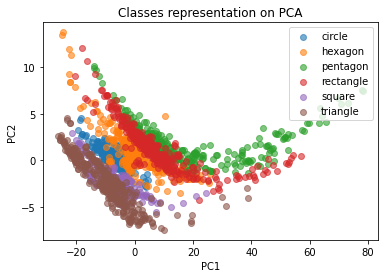 Classes representation on PCA
circle
hexagon
pentagon
rectangle
square
triangle
10
5
0
−5
PC2
−20
0
20
40
60
80
PC1